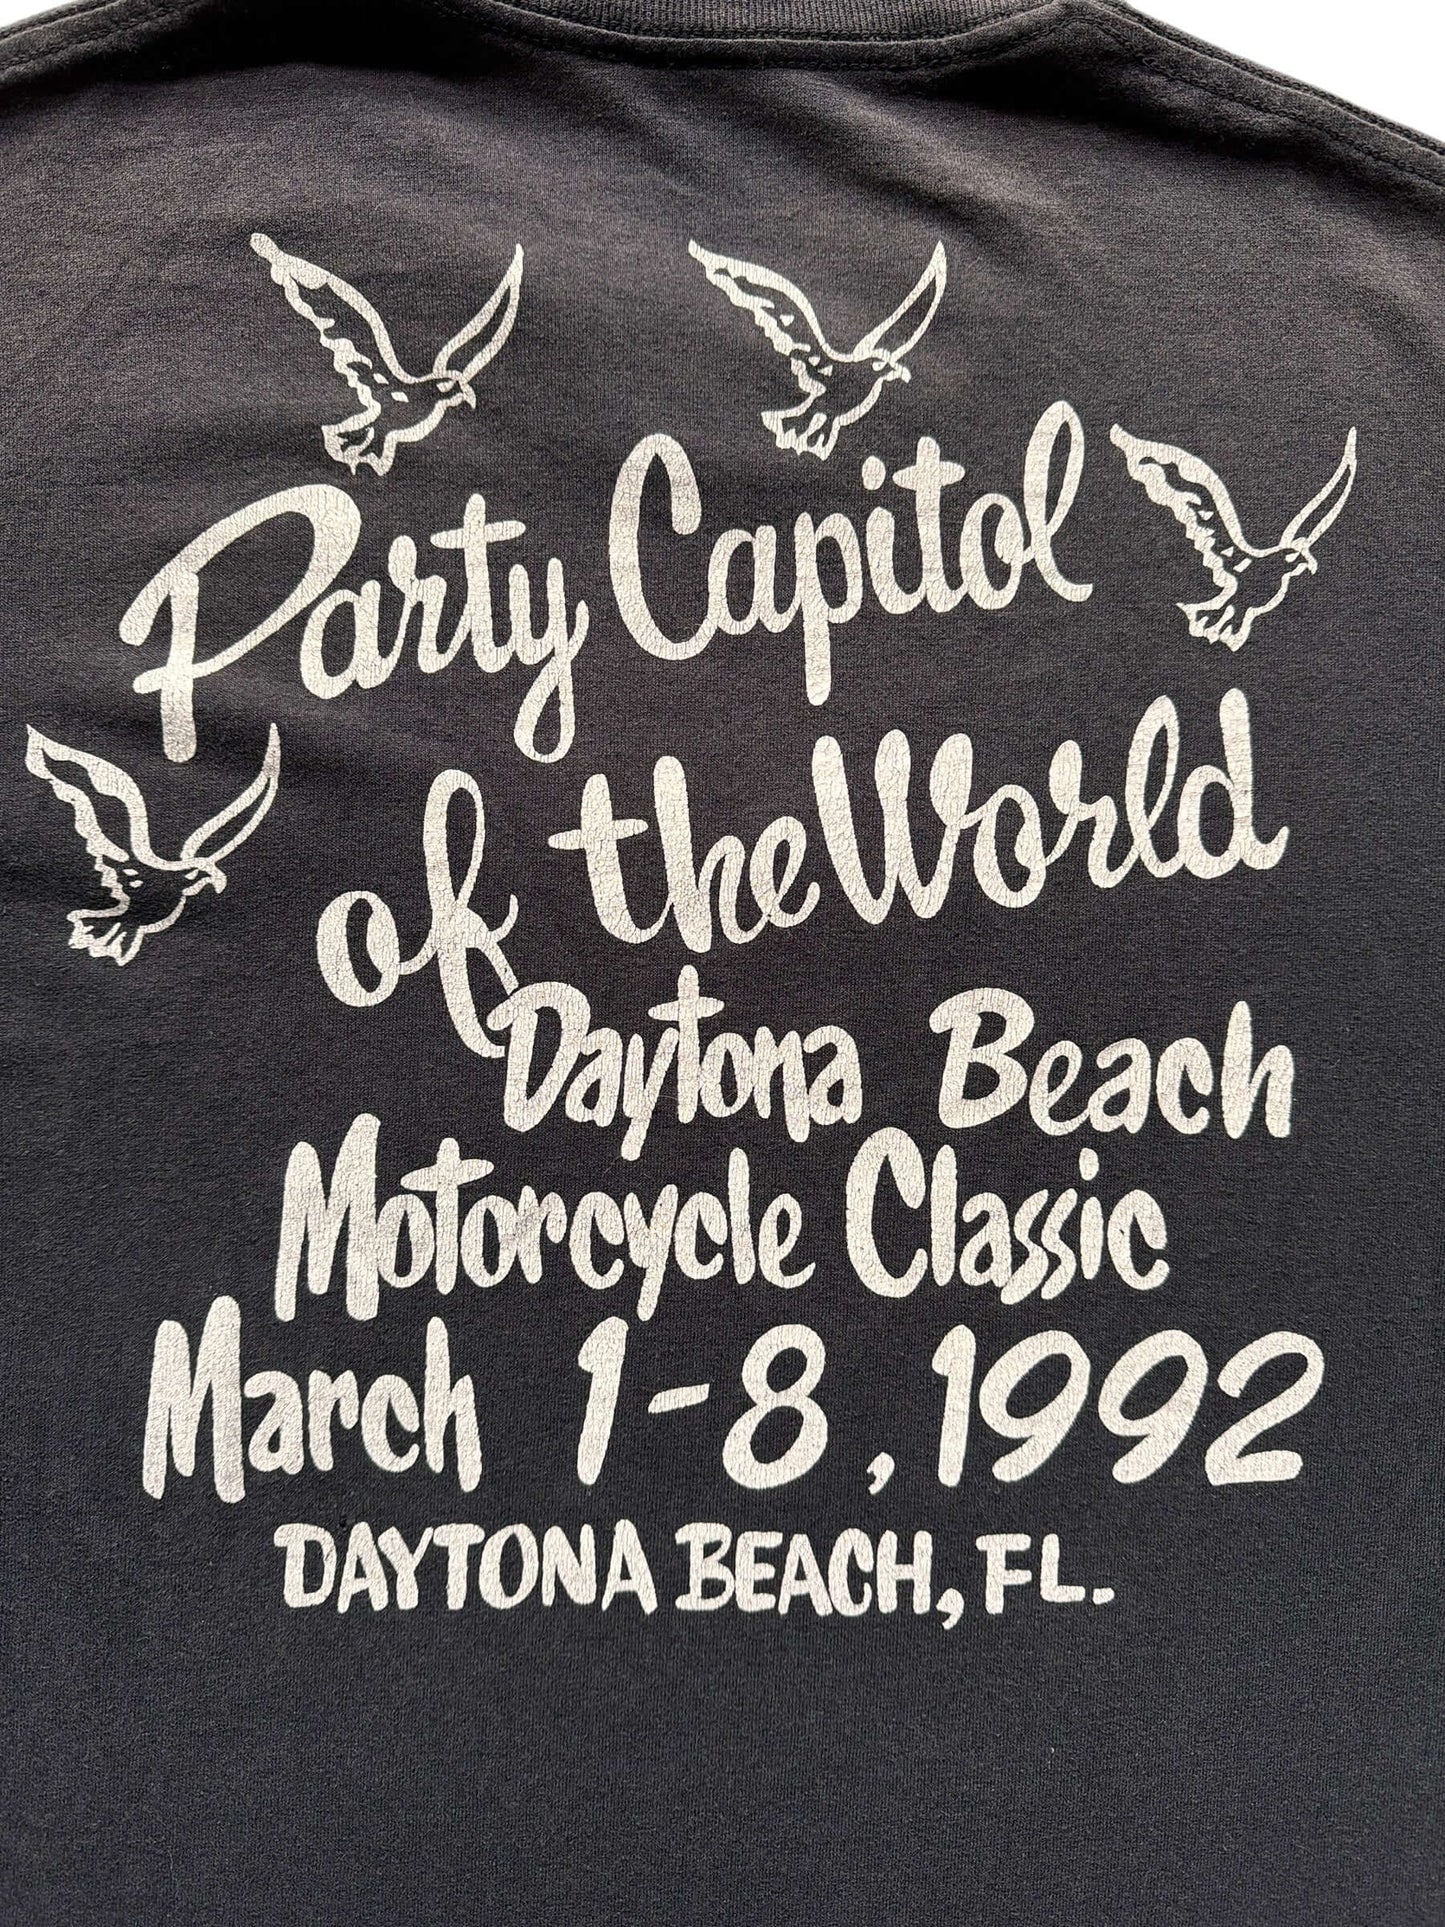 Party Capitol
of the World
Daytona Beach
Motorcycle Classic
March 1-8, 1992
DAYTONA BEACH, FL.